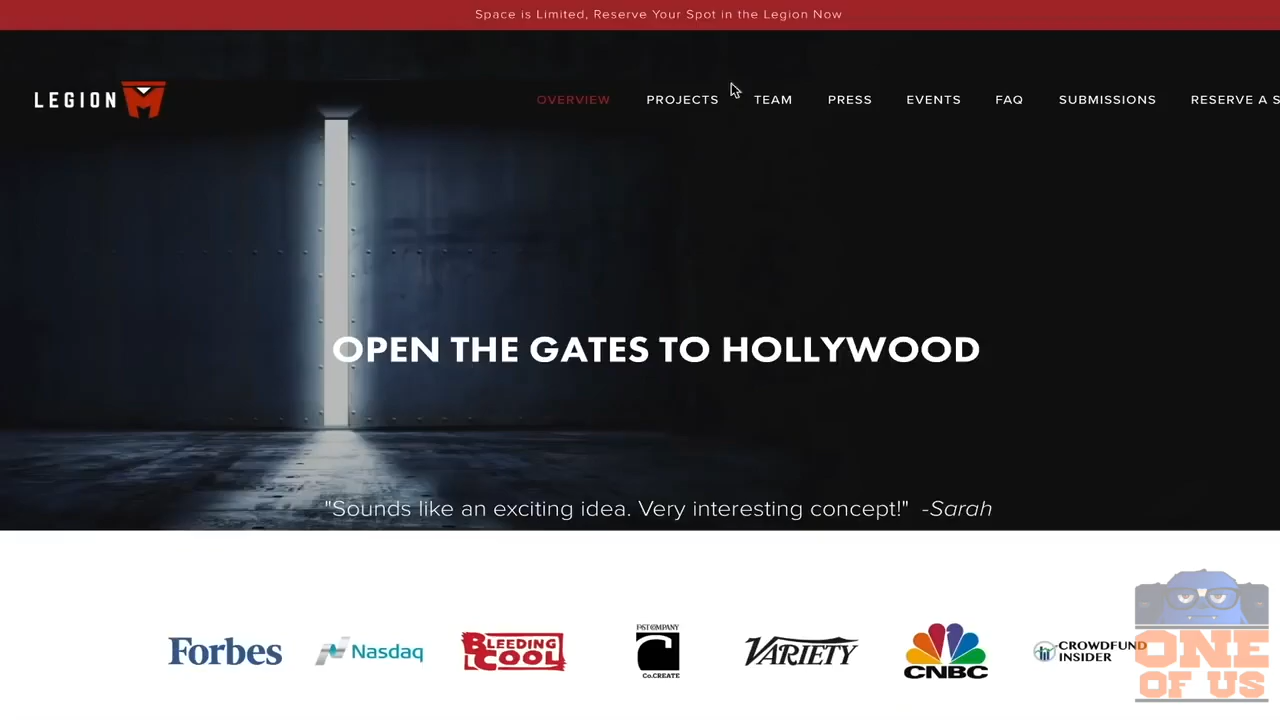 Space is Limited, Reserve Your Spot in the Legion Now
LEGION M
OVERVIEW PROJECTS TEAM PRESS EVENTS FAQ SUBMISSIONS RESERVE A S
OPEN THE GATES TO HOLLYWOOD
"Sounds like an exciting idea. Very interesting concept!" -Sarah
Forbes
Nasdaq
BLEEDING
COOL
FAST COMPANY
Co.CREATE
VARIETY
CNBC
CROWDFUND
INSIDER
ONE
OF US